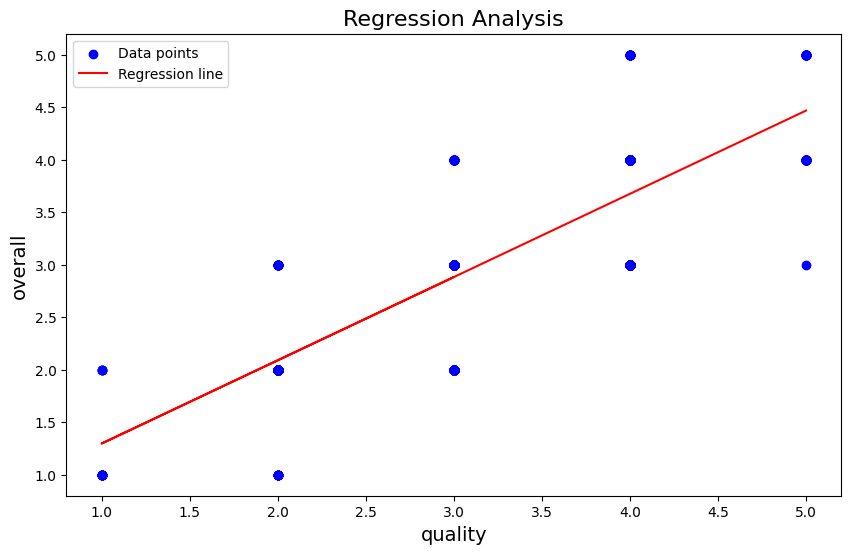 Regression Analysis
Data points
Regression line
overall
5.0
4.5
4.0
3.5
3.0
2.5
2.0
1.5
1.0
1.0 1.5 2.0 2.5 3.0 3.5 4.0 4.5 5.0
quality